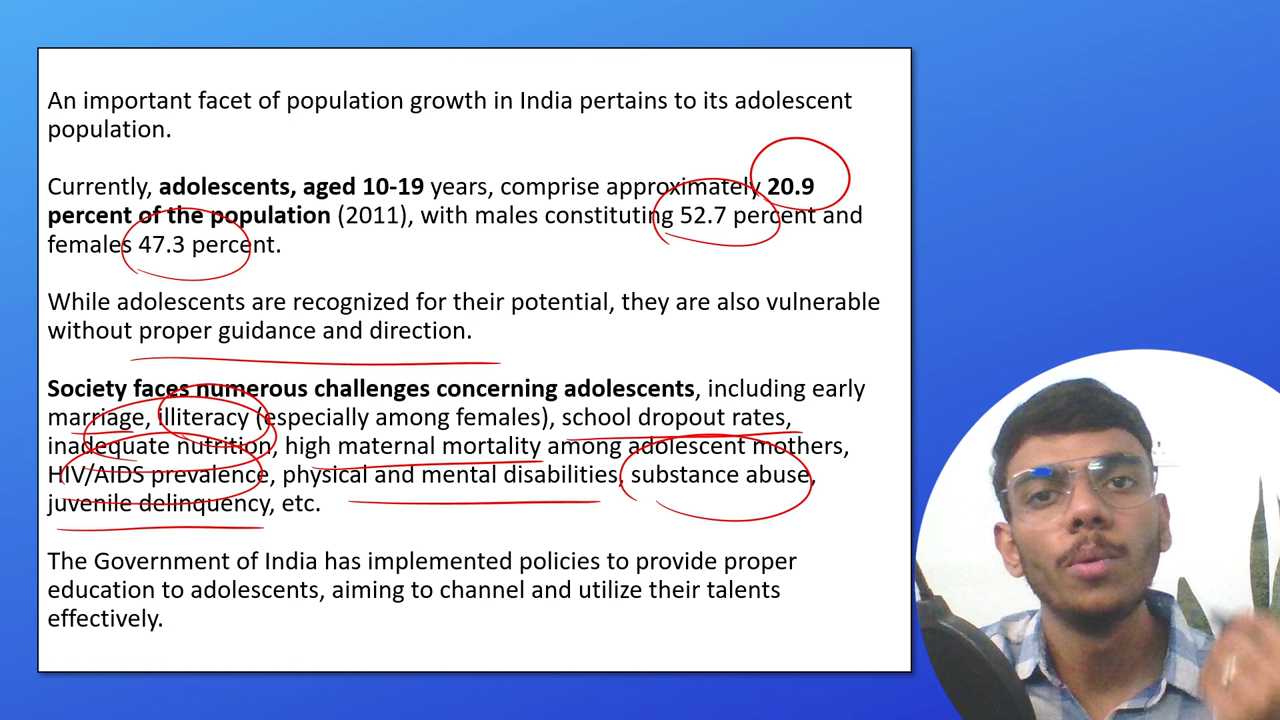 An important facet of population growth in India pertains to its adolescent
population.
Currently, adolescents, aged 10-19 years, comprise approximately 20.9
percent of the population (2011), with males constituting 52.7 percent and
females 47.3 percent.
While adolescents are recognized for their potential, they are also vulnerable
without proper guidance and direction.
Society faces numerous challenges concerning adolescents, including early
marriage, illiteracy (especially among females), school dropout rates,
inadequate nutrition, high maternal mortality among adolescent mothers,
HIV/AIDS prevalence, physical and mental disabilities, substance abuse,
juvenile delinquency, etc.
The Government of India has implemented policies to provide proper
education to adolescents, aiming to channel and utilize their talents
effectively.